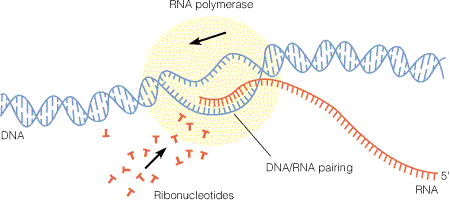 RNA polymerase
DNA
DNA/RNA pairing
5'
RNA
Ribonucleotides